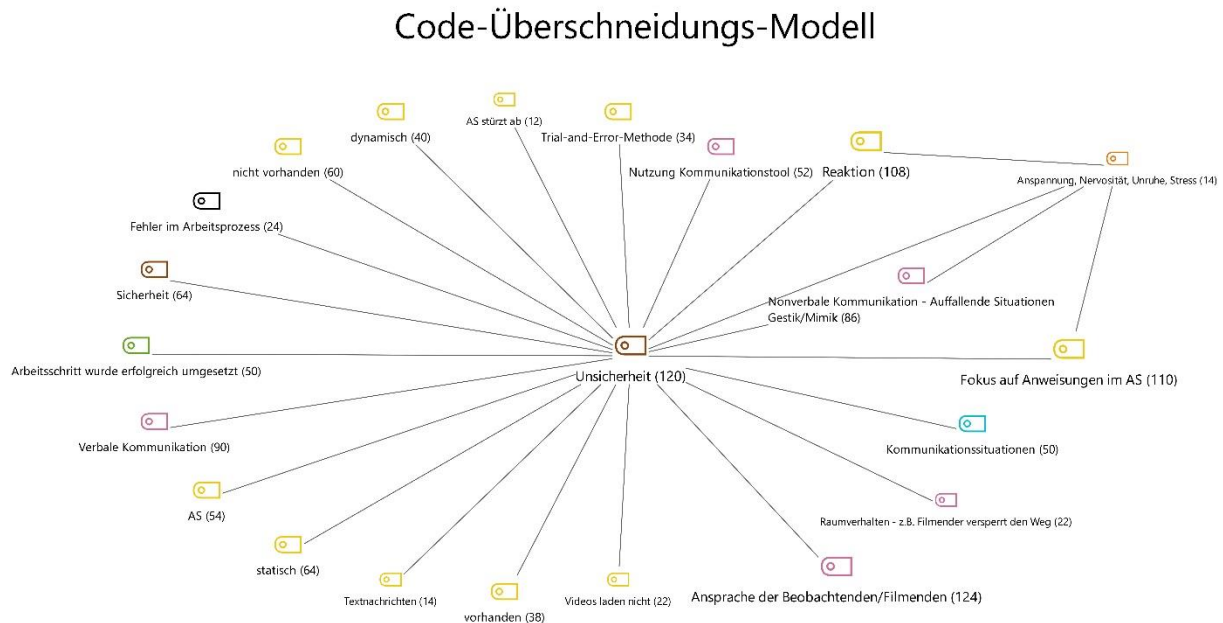 Code-Überschneidungs-Modell
AS stürzt ab (12)
dynamisch (40)
Trial-and-Error-Methode (34)
nicht vorhanden (60)
Nutzung Kommunikationstool (52)
Reaktion (108)
Anspannung, Nervosität, Unruhe, Stress (14)
Fehler im Arbeitsprozess (24)
Sicherheit (64)
Nonverbale Kommunikation - Auffallende Situationen
Gestik/Mimik (86)
Arbeitsschritt wurde erfolgreich umgesetzt (50)
Unsicherheit (120)
Fokus auf Anweisungen im AS (110)
Verbale Kommunikation (90)
Kommunikationssituationen (50)
AS (54)
Raumverhalten - z.B. Filmender versperrt den Weg (22)
statisch (64)
Textnachrichten (14)
vorhanden (38)
Videos laden nicht (22)
Ansprache der Beobachtenden/Filmenden (124)